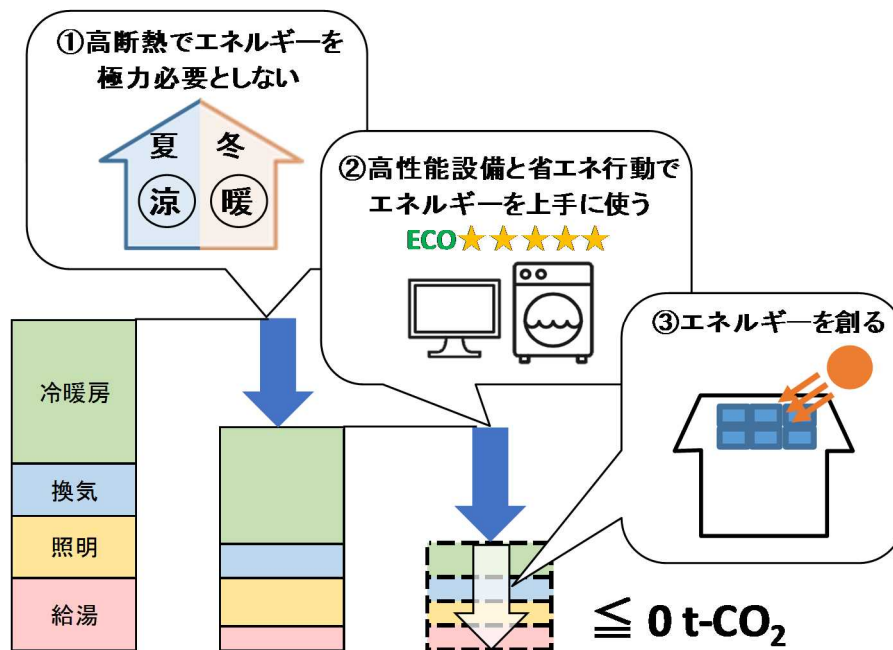 ①高断熱でエネルギーを
極力必要としない
夏 冬
涼 暖
②高性能設備と省エネ行動で
エネルギーを上手に使う
ECO★★★★★
③エネルギーを創る
冷暖房
換気
照明
給湯
≦ 0 t-CO₂